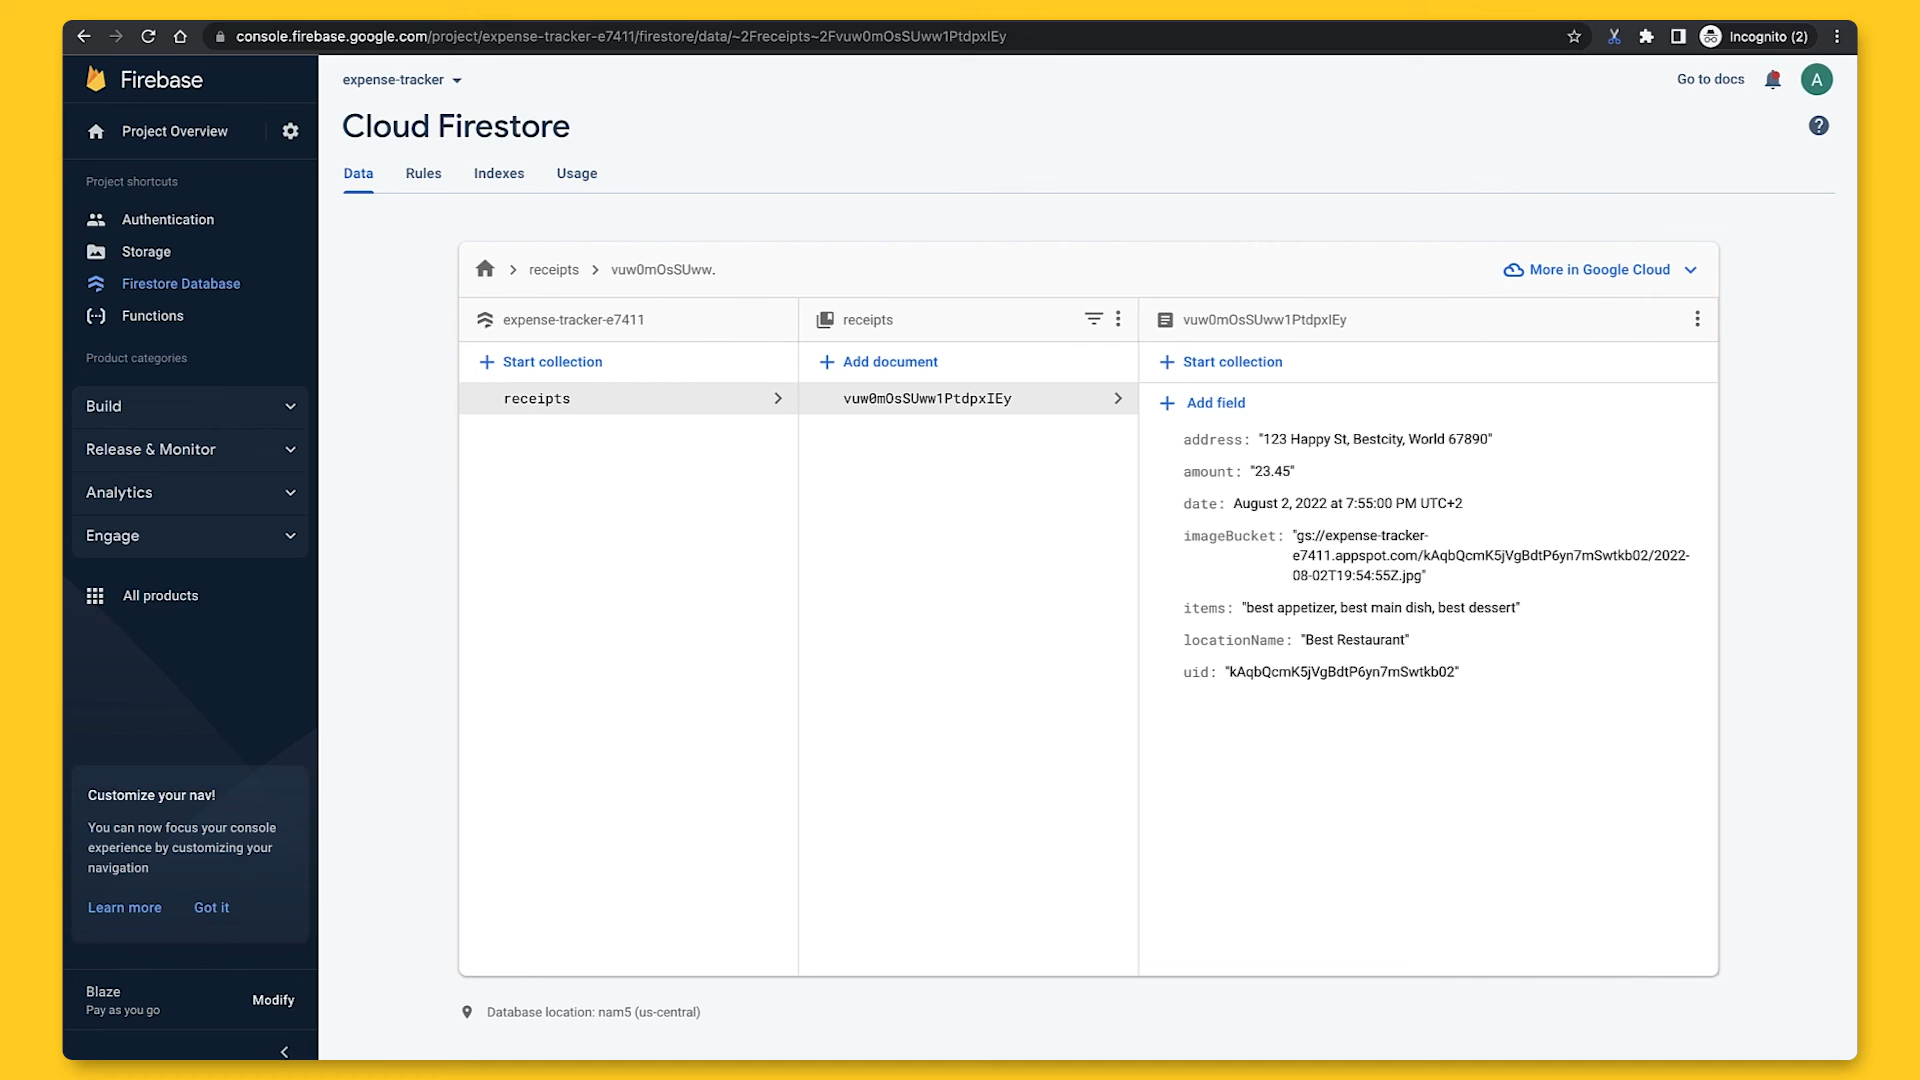 console.firebase.google.com/project/expense-tracker-e7411/firestore/data/~2Freceipts~2Fvuw0mOsSUww1PtdpxIEy
Incognito (2)
Firebase
Project Overview
Project shortcuts
Authentication
Storage
Firestore Database
Functions
Product categories
Build
Release & Monitor
Analytics
Engage
All products
Customize your nav!
You can now focus your console
experience by customizing your
navigation
Learn more Got it
Blaze
Pay as you go
Modify
expense-tracker
Go to docs
A
Cloud Firestore
Data Rules Indexes Usage
receipts vuw0mOsSUww.
More in Google Cloud
expense-tracker-e7411
Start collection
receipts
receipts
Add document
vuw0mOsSUww1PtdpxIEy
vuw0mOsSUww1PtdpxIEy
Start collection
Add field
address: "123 Happy St, Bestcity, World 67890"
amount: "23.45"
date: August 2, 2022 at 7:55:00 PM UTC+2
imageBucket: "gs://expense-tracker-
e7411.appspot.com/kAqbQcmK5jVgBdtP6yn7mSwtkb02/2022-
08-02T19:54:55Z.jpg"
items: "best appetizer, best main dish, best dessert"
locationName: "Best Restaurant"
uid: "kAqbQcmK5jVgBdtP6yn7mSwtkb02"
Database location: nam5 (us-central)